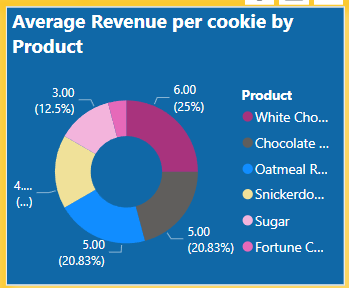 Average Revenue per cookie by
Product
3.00
(12.5%)
6.00
(25%)
4....
(...)
5.00
(20.83%)
5.00
(20.83%)
Product
White Cho...
Chocolate ...
Oatmeal R...
Snickerdo...
Sugar
Fortune C...